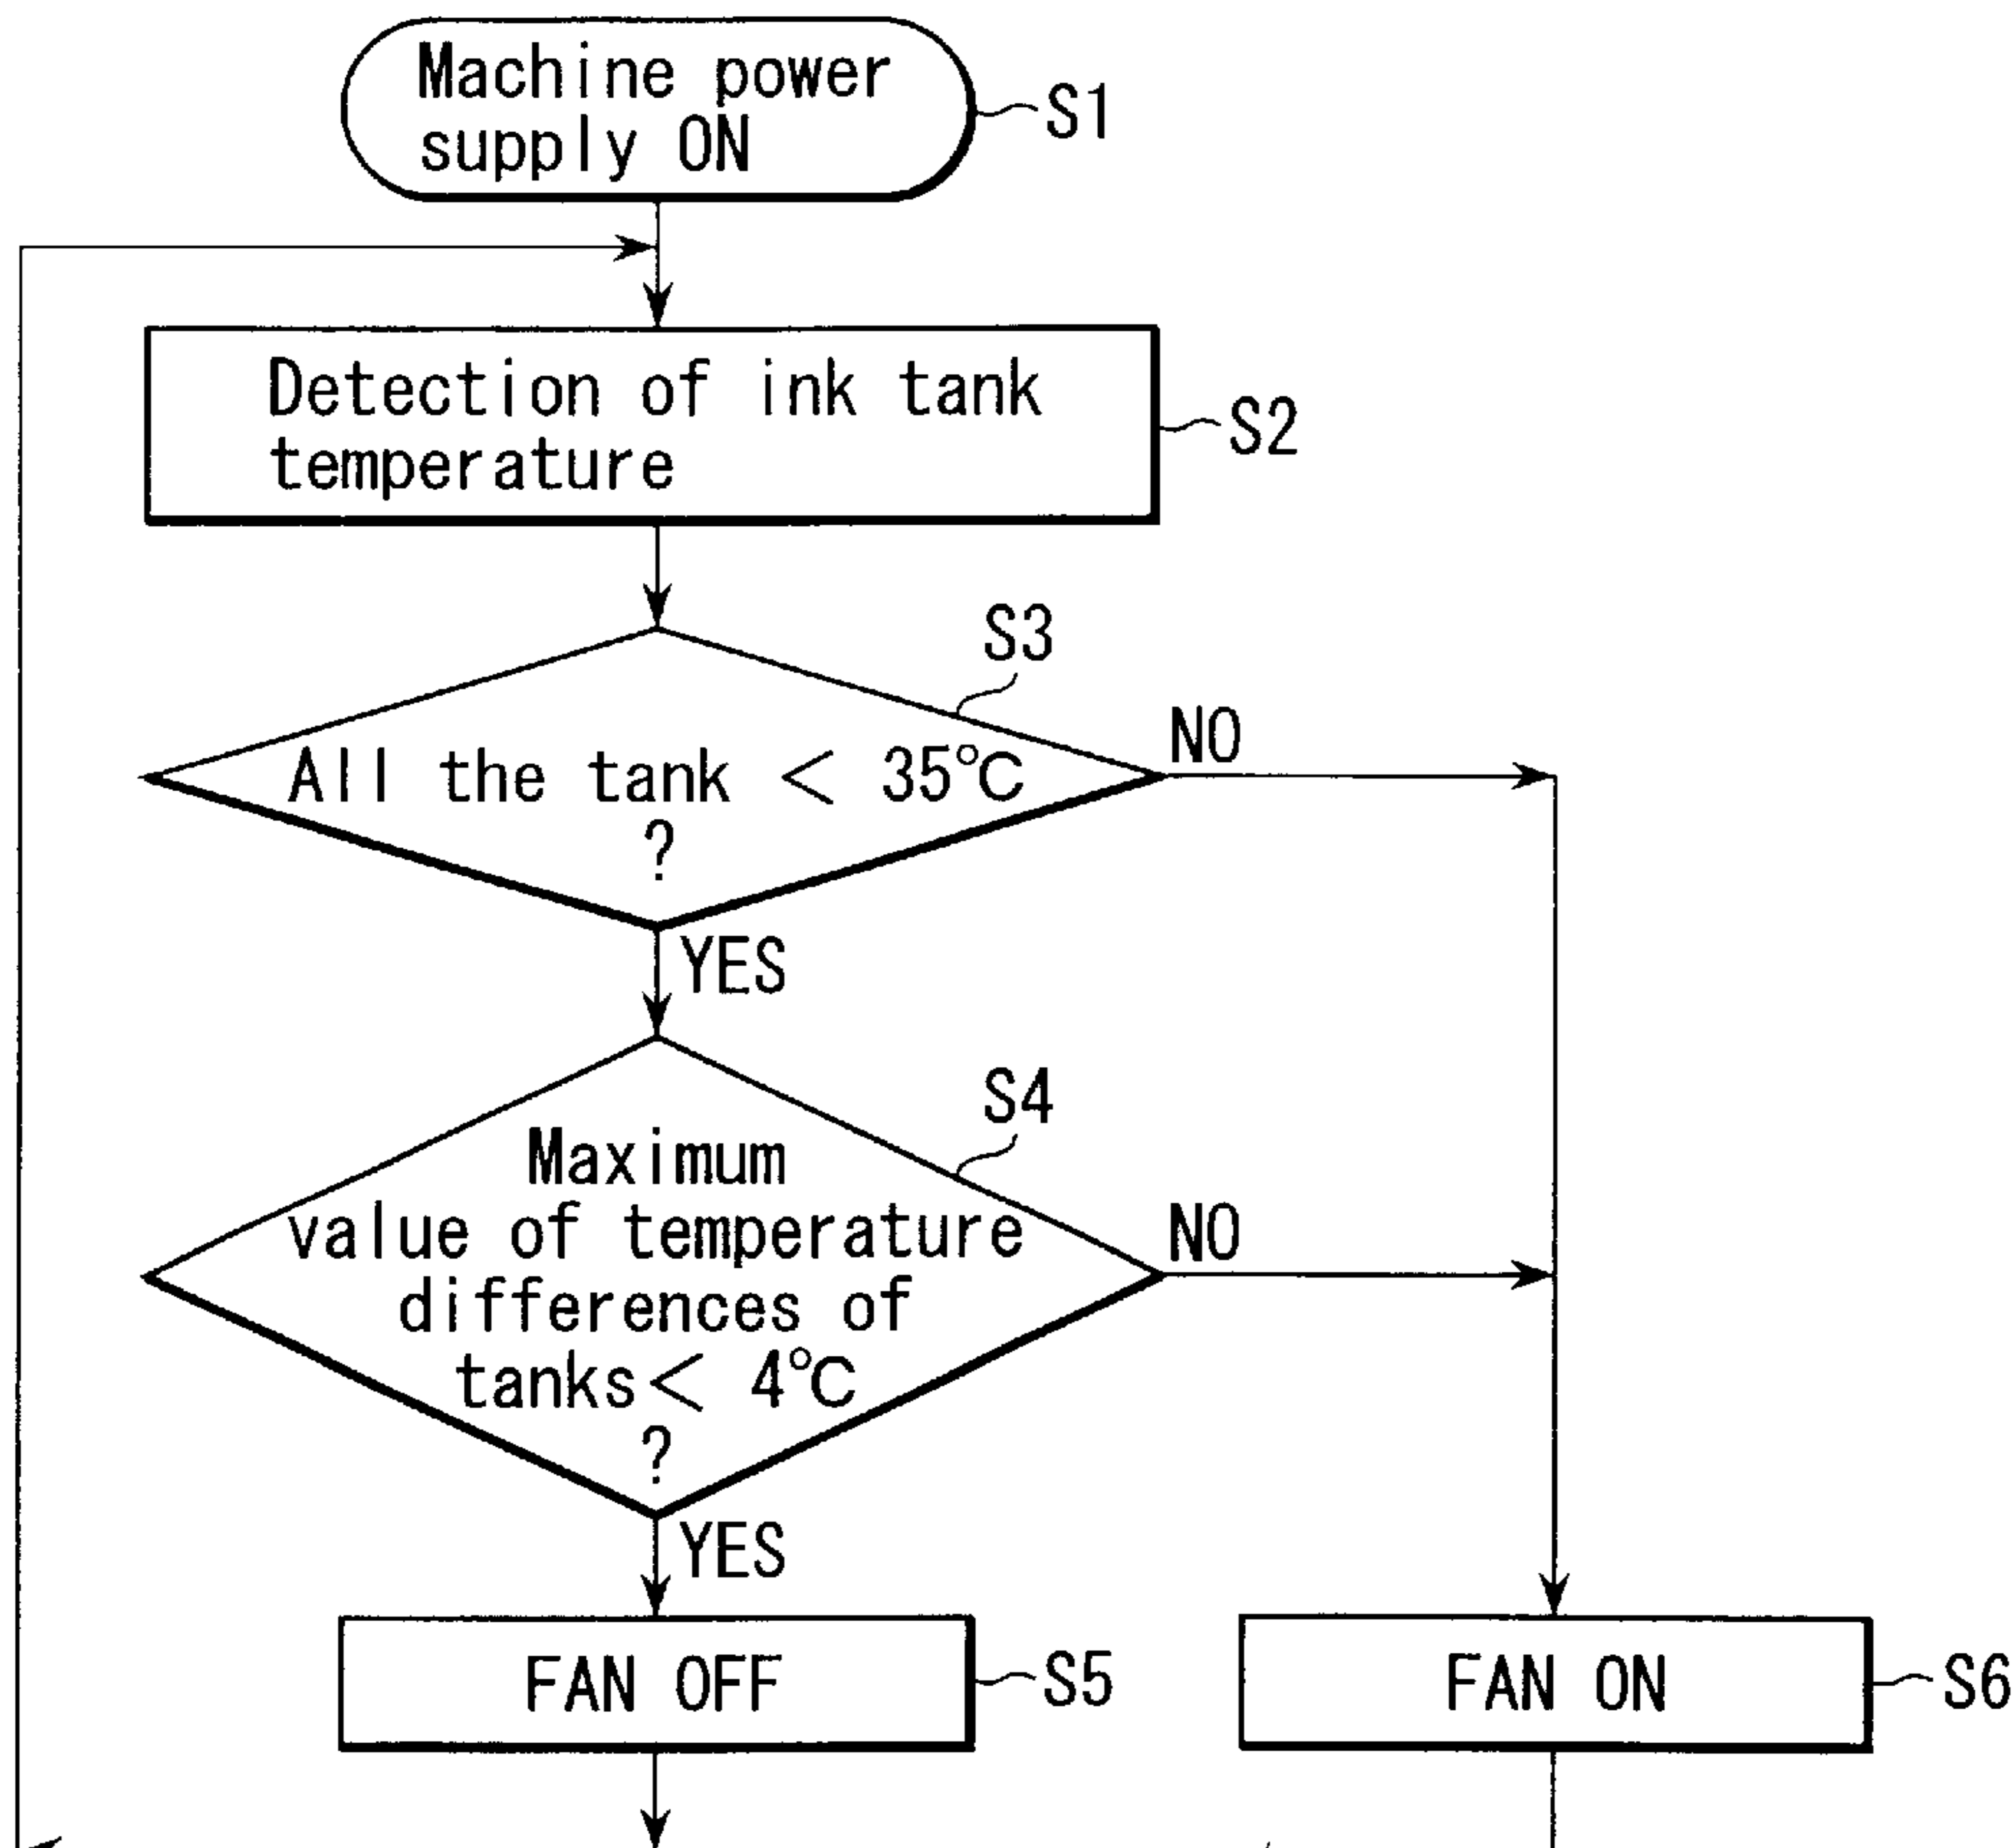 Machine power
supply ON
S1
Detection of ink tank
temperature
S2
S3
All the tank < 35℃
?
NO
YES
S4
Maximum
value of temperature
differences of
tanks< 4℃
?
NO
YES
FAN OFF
S5
FAN ON
S6